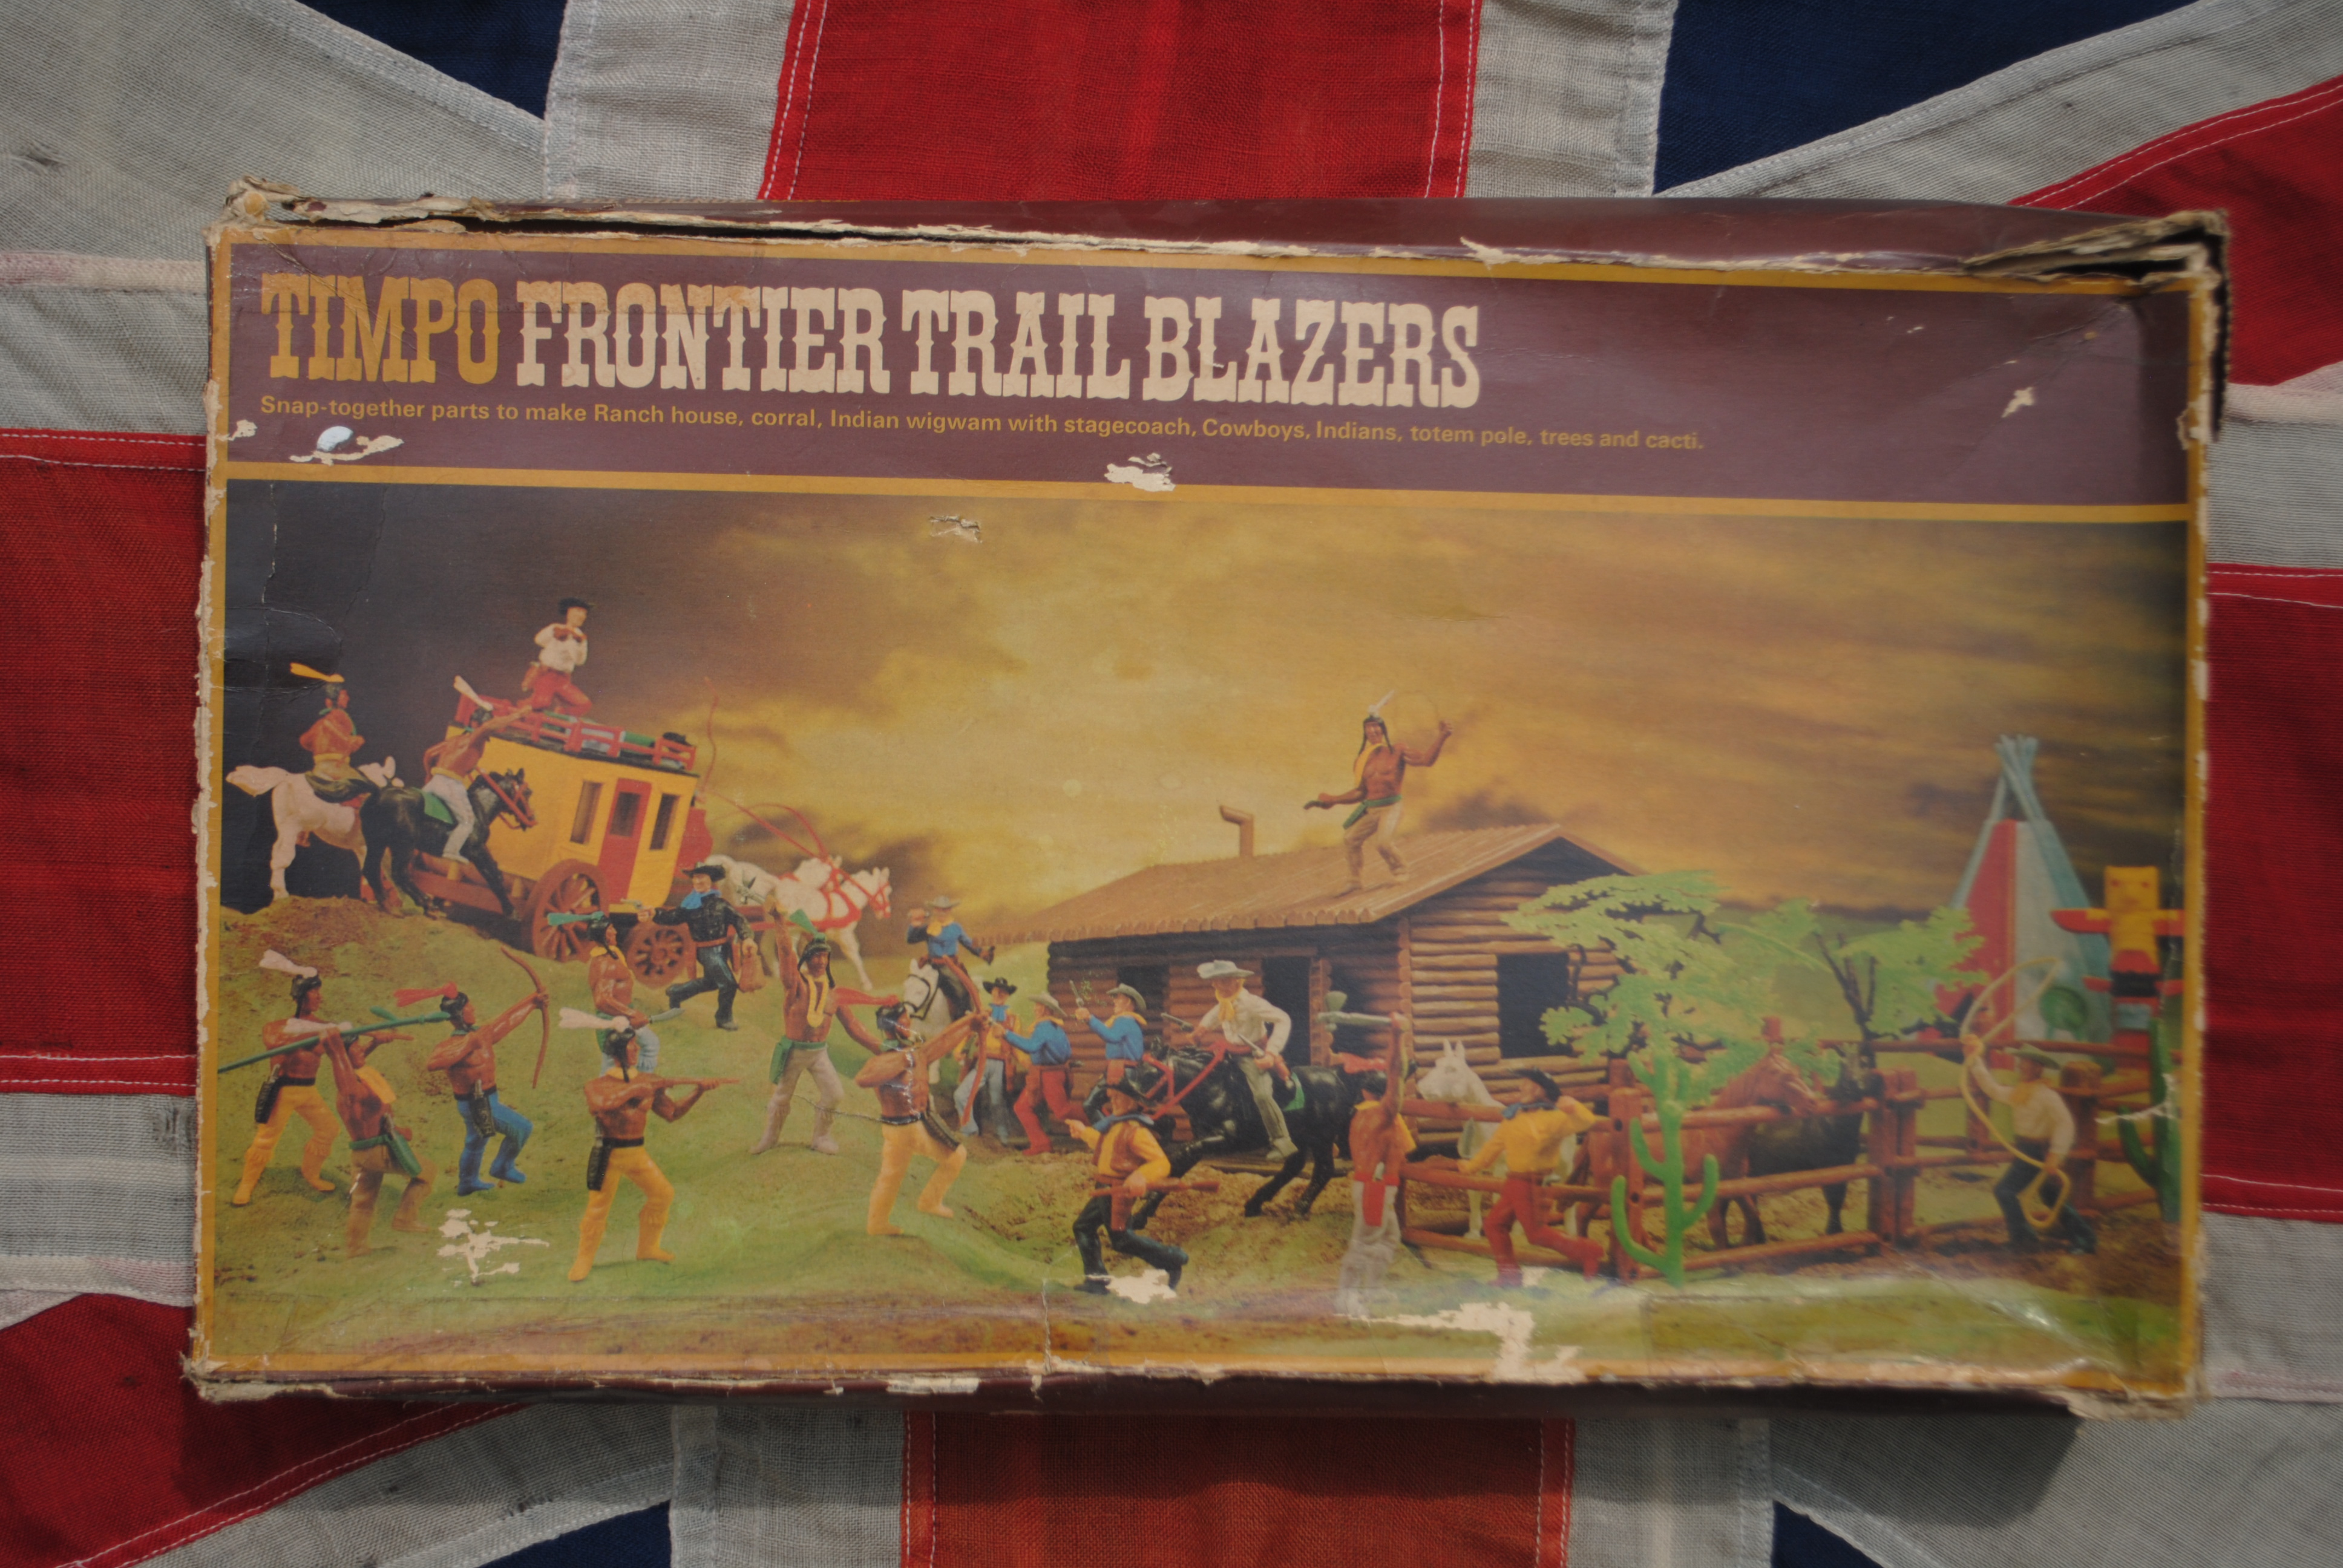 TIMPO FRONTIER TRAIL BLAZERS
Snap-together parts to make Ranch house, corral, Indian wigwam with stagecoach, Cowboys, Indians, totem pole, trees and cacti.